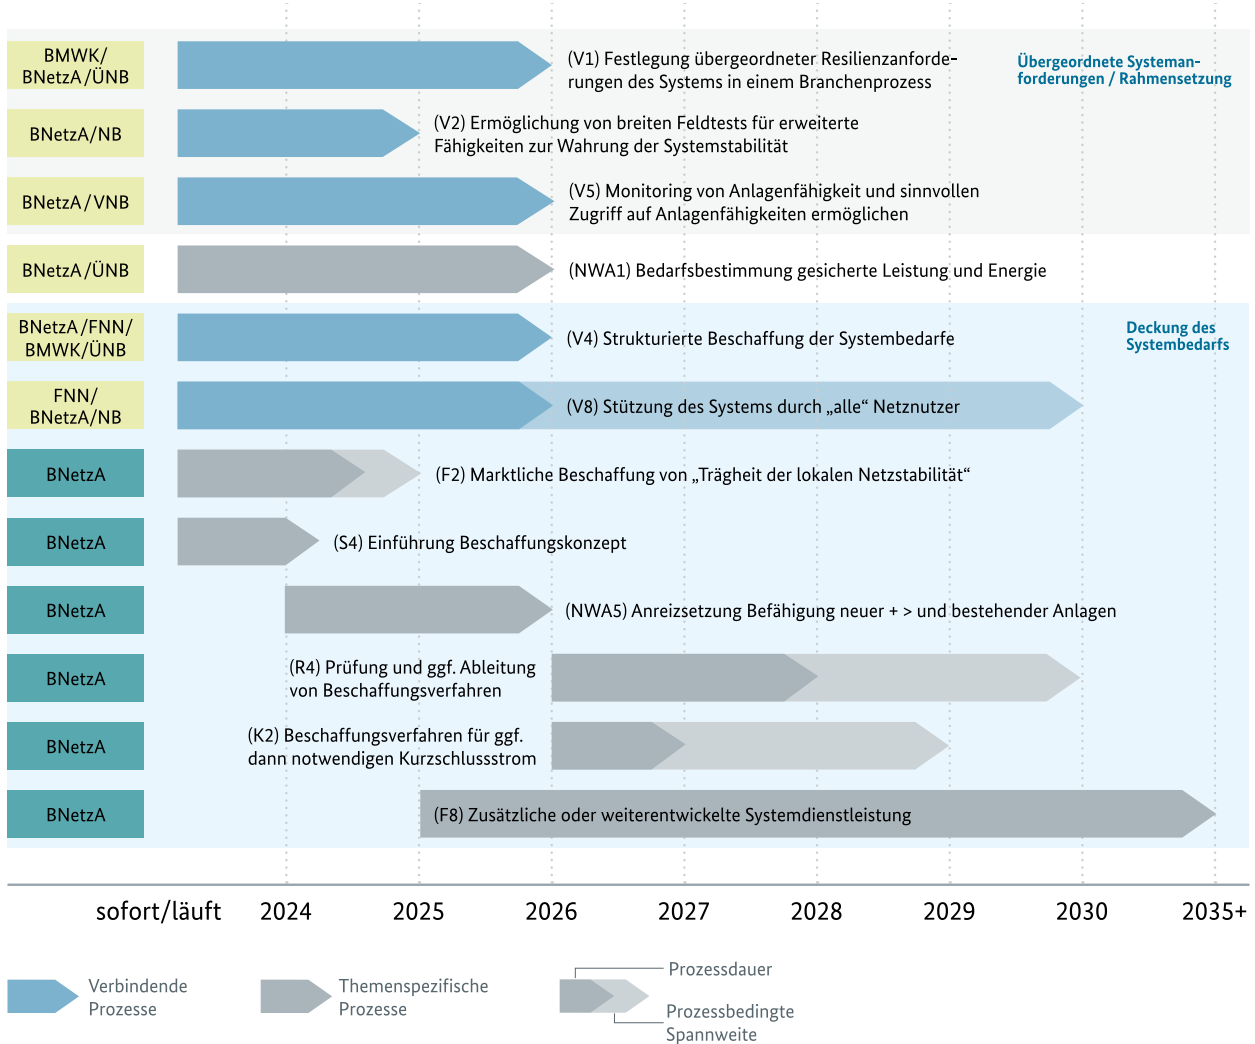 BMWK/
BNetzA/ÜNB
(V1) Festlegung übergeordneter Resilienzanforde-
rungen des Systems in einem Branchenprozess
Übergeordnete Systeman-
forderungen / Rahmensetzung
BNetzA/NB
(V2) Ermöglichung von breiten Feldtests für erweiterte
Fähigkeiten zur Wahrung der Systemstabilität
BNetzA/VNB
(V5) Monitoring von Anlagenfähigkeit und sinnvollen
Zugriff auf Anlagenfähigkeiten ermöglichen
BNetzA/ÜNB
(NWA1) Bedarfsbestimmung gesicherte Leistung und Energie
BNetzA/FNN/
BMWK/ÜNB
(V4) Strukturierte Beschaffung der Systembedarfe
Deckung des
Systembedarfs
FNN/
BNetzA/NB
(V8) Stützung des Systems durch „alle“ Netznutzer
BNetzA
(F2) Marktliche Beschaffung von „Trägheit der lokalen Netzstabilität“
BNetzA
(S4) Einführung Beschaffungskonzept
BNetzA
(NWA5) Anreizsetzung Befähigung neuer + > und bestehender Anlagen
BNetzA
(R4) Prüfung und ggf. Ableitung
von Beschaffungsverfahren
BNetzA
(K2) Beschaffungsverfahren für ggf.
dann notwendigen Kurzschlussstrom
BNetzA
(F8) Zusätzliche oder weiterentwickelte Systemdienstleistung
sofort/läuft 2024 2025 2026 2027 2028 2029 2030 2035+
Verbindende
Prozesse
Themenspezifische
Prozesse
Prozessdauer
Prozessbedingte
Spannweite